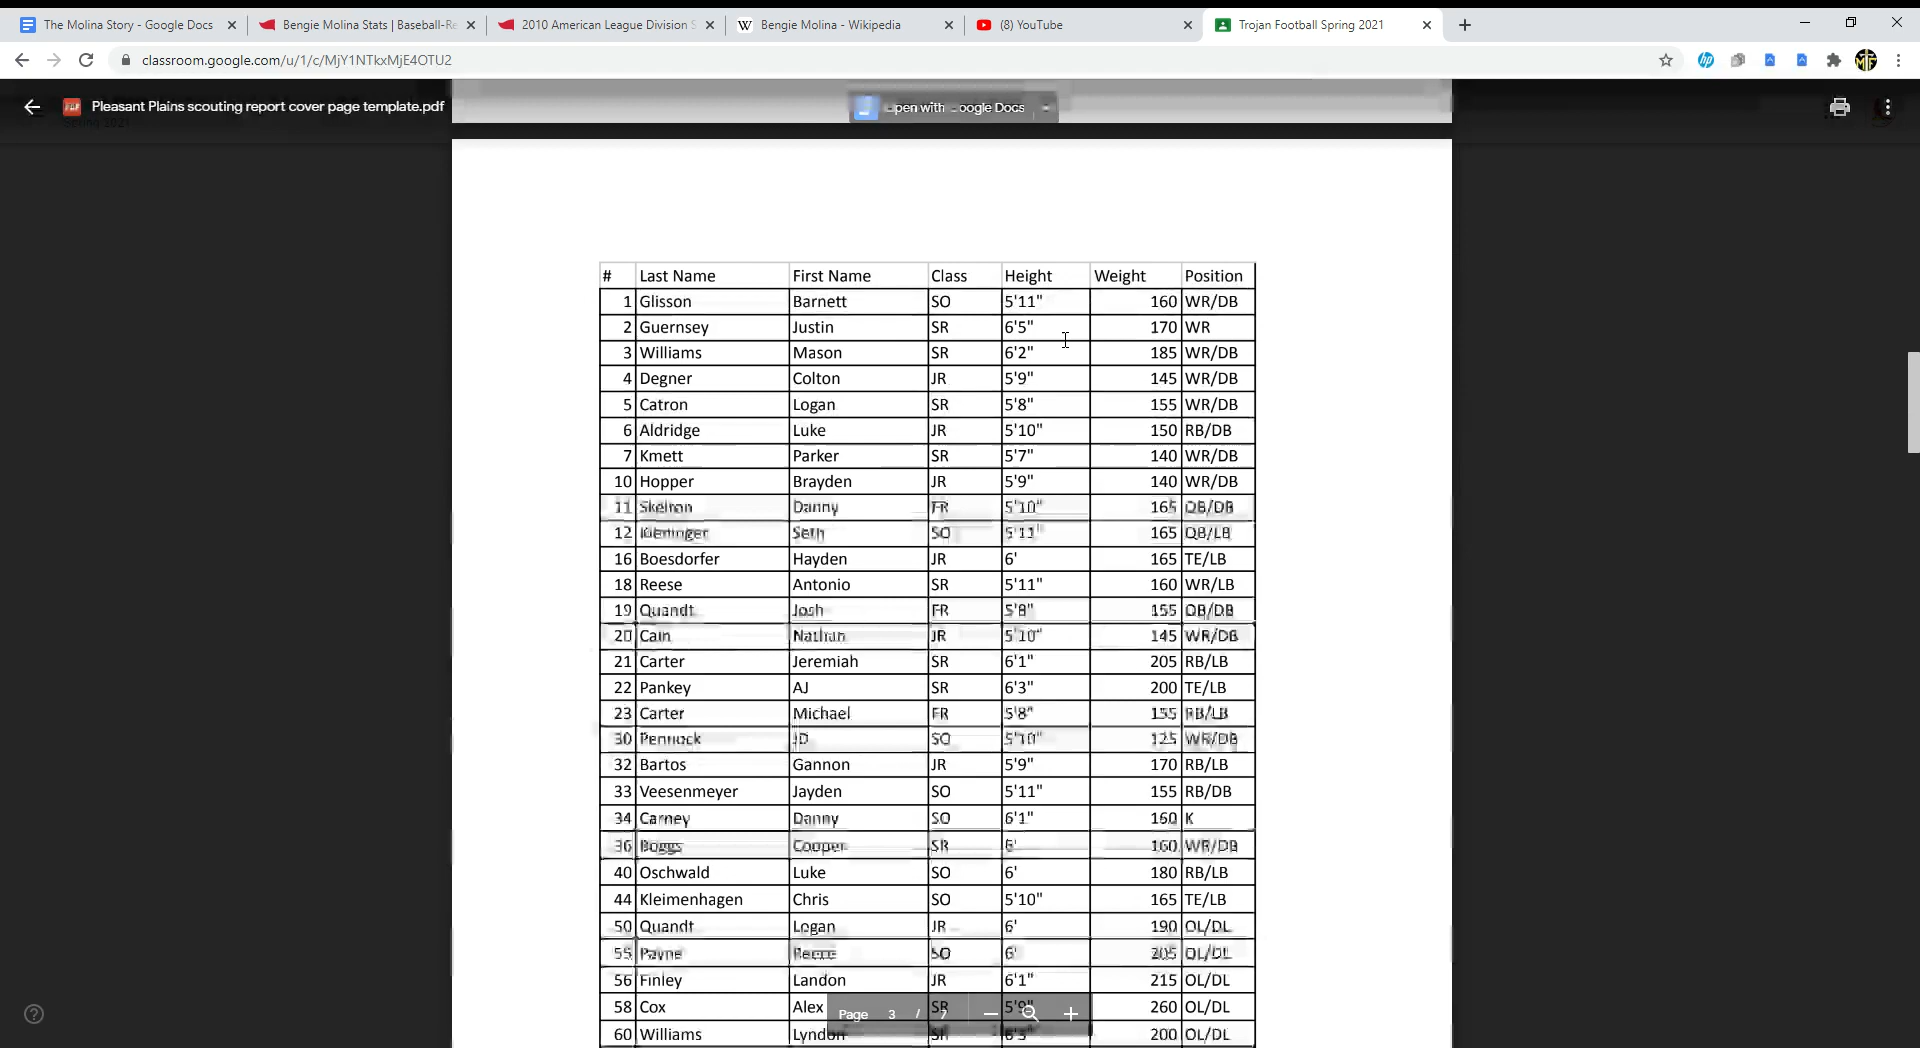 The Molina Story - Google Docs Bengie Molina Stats | Baseball-Re 2010 American League Division S Bengie Molina - Wikipedia (8) YouTube Trojan Football Spring 2021
classroom.google.com/u/1/c/MjY1NTkxMjE4OTU2
Pleasant Plains scouting report cover page template.pdf
Spring 2021
# Last Name First Name Class Height Weight Position
1 Glisson Barnett SO 5'11" 160 WR/DB
2 Guernsey Justin SR 6'5" 170 WR
3 Williams Mason SR 6'2" 185 WR/DB
4 Degner Colton JR 5'9" 145 WR/DB
5 Catron Logan SR 5'8" 155 WR/DB
6 Aldridge Luke JR 5'10" 150 RB/DB
7 Kmett Parker SR 5'7" 140 WR/DB
10 Hopper Brayden JR 5'9" 140 WR/DB
11 Danny FR 5'10" 165 QB/DB
12 Seth SO 5'11" 165 QB/LB
16 Boesdorfer Hayden JR 6' 165 TE/LB
18 Reese Antonio SR 5'11" 160 WR/LB
19 Quandt Josh FR 5'8" 155 QB/DB
20 Cain Nathan JR 5'10" 145 WR/DB
21 Carter Jeremiah SR 6'1" 205 RB/LB
22 Pankey AJ SR 6'3" 200 TE/LB
23 Carter Michael FR 5'8" 155 RB/LB
30 JD SO 5'10" 125 WR/DB
32 Bartos Gannon JR 5'9" 170 RB/LB
33 Veesenmeyer Jayden SO 5'11" 155 RB/DB
34 Carney Danny SO 6'1" 160 K
36 Boggs Cooper SR 6' 160 WR/DB
40 Oschwald Luke SO 6' 180 RB/LB
44 Kleimenhagen Chris SO 5'10" 165 TE/LB
50 Quandt Logan JR 6' 190 OL/DL
55 Payne Reece SO 6' OL/DL
56 Finley Landon JR 6'1" 215 OL/DL
58 Cox Alex SR 5'9" 260 OL/DL
60 Williams Lyndon 200 OL/DL
Page 3 / 7